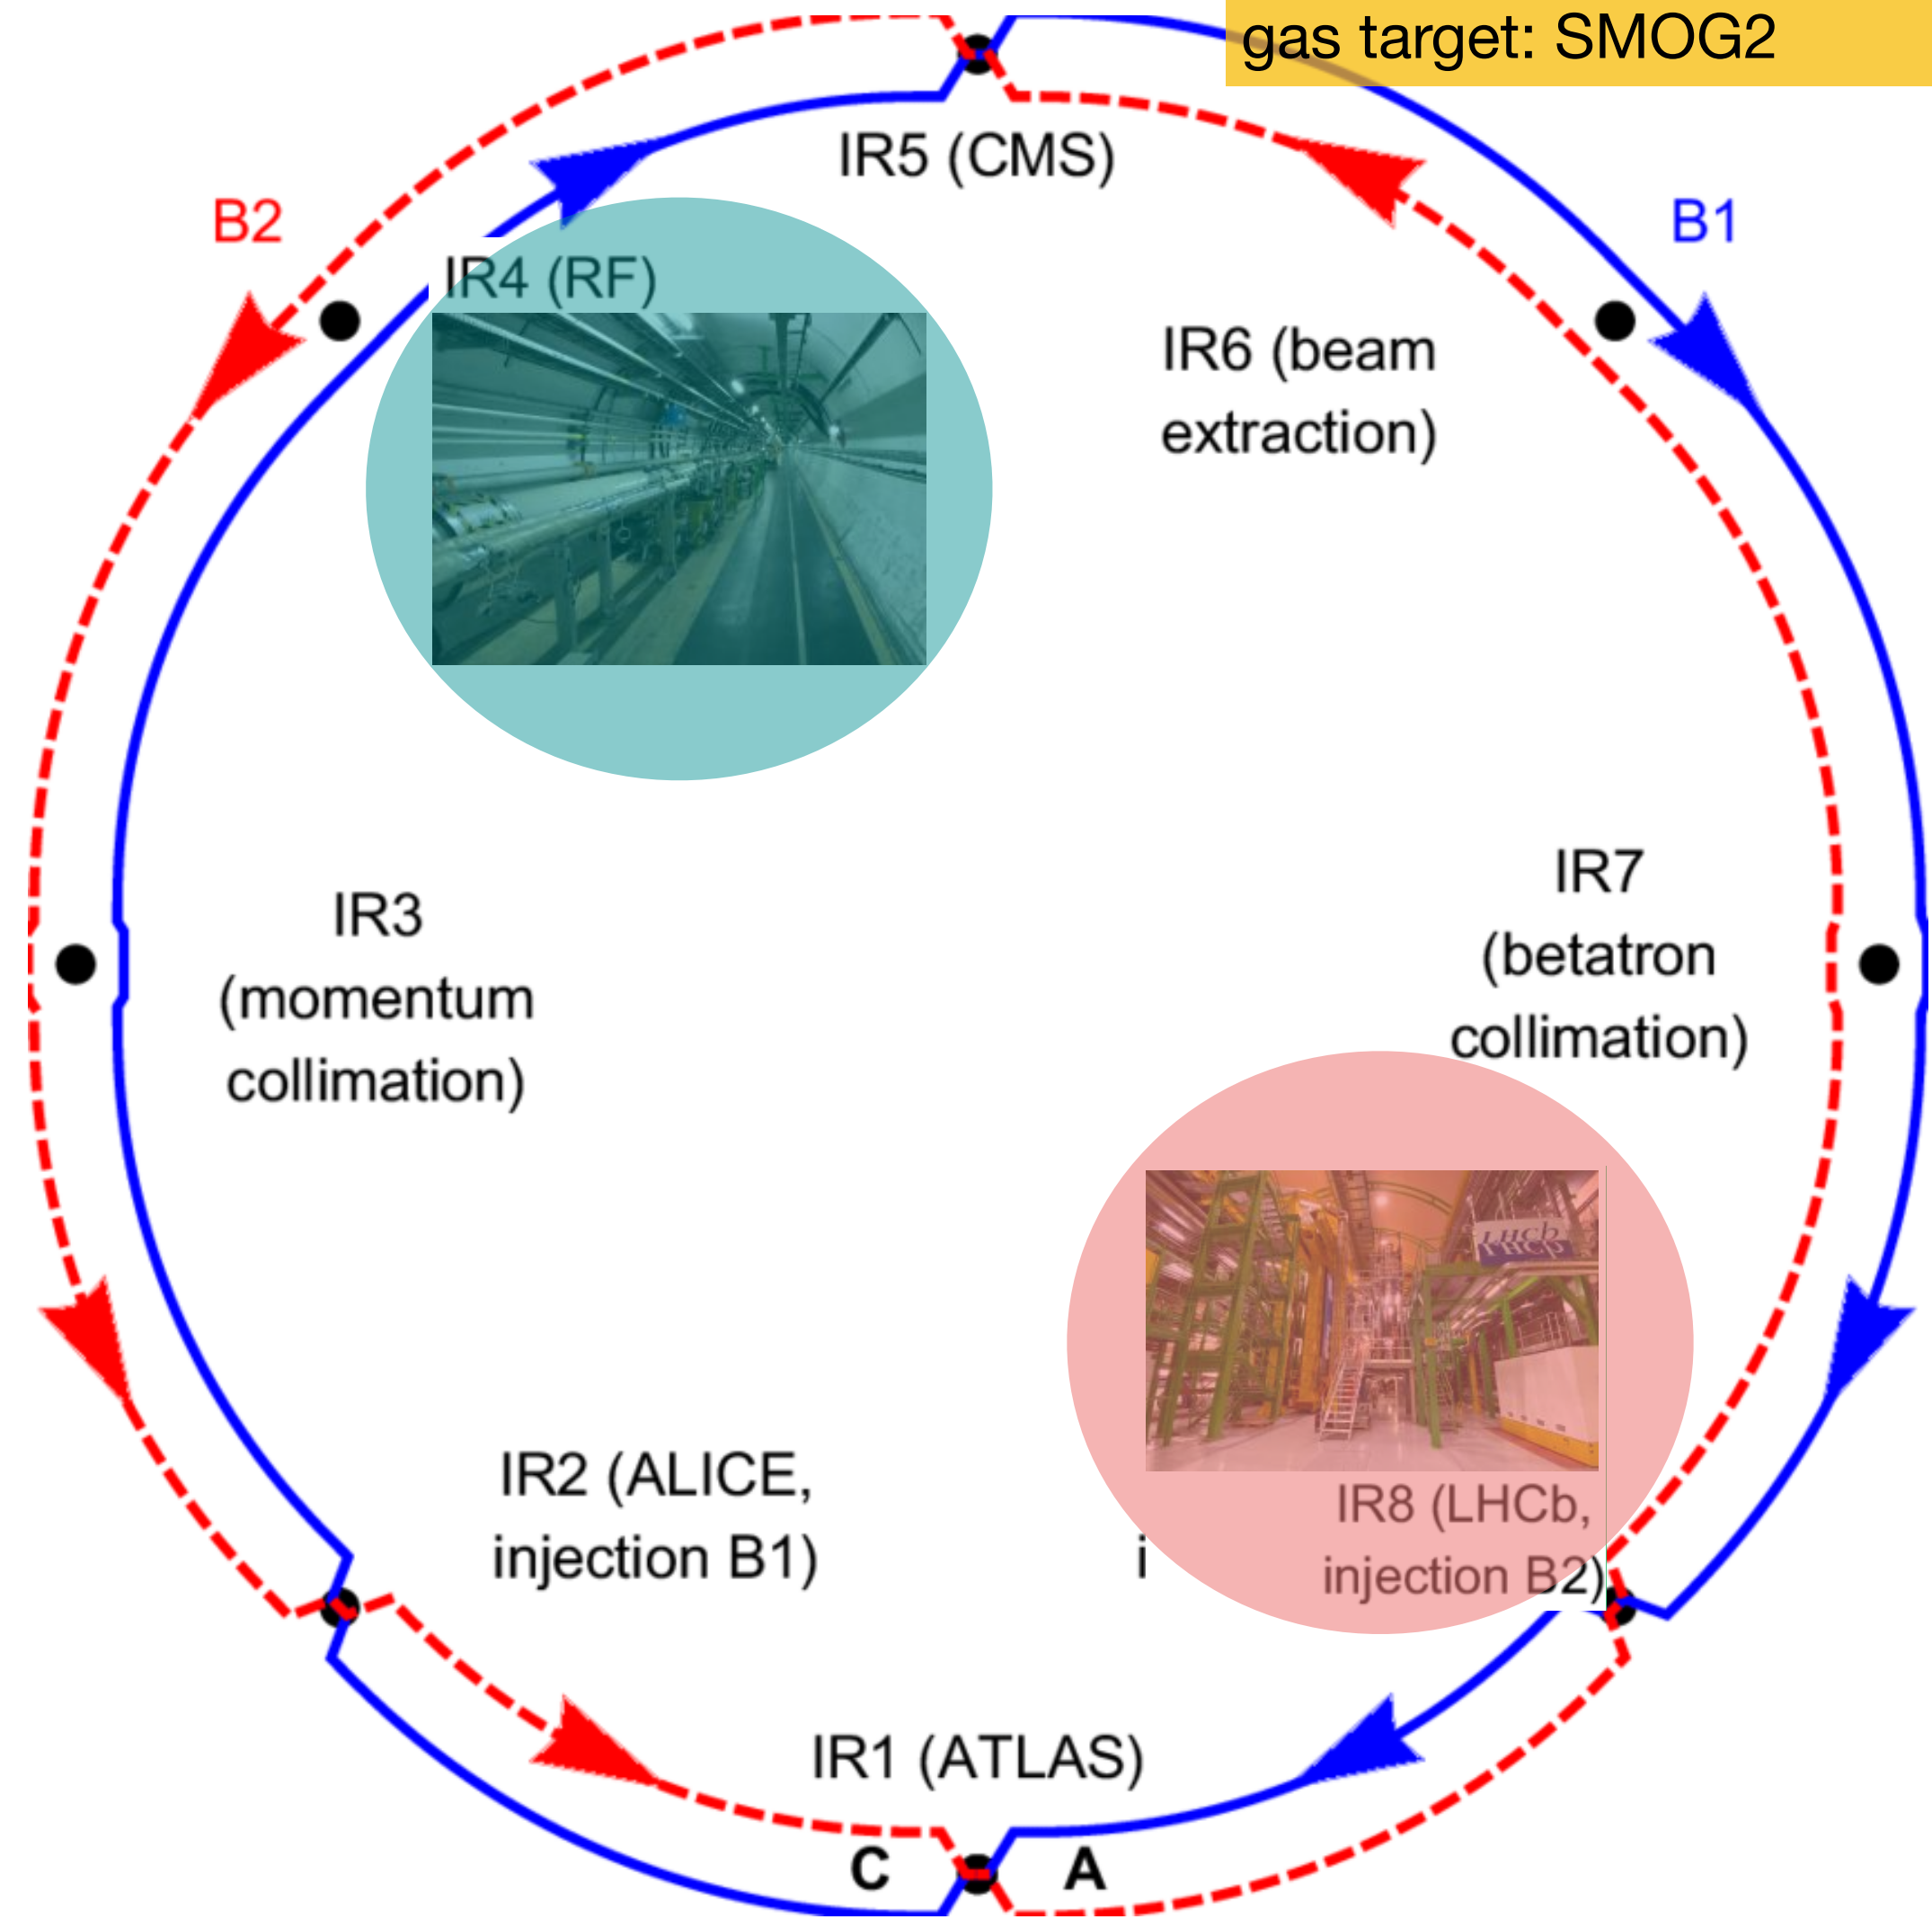 gas target: SMOG2
IR5 (CMS)
B2
B1
IR4 (RF)
IR6 (beam
extraction)
IR7
(betatron
collimation)
IR3
(momentum
collimation)
LHCb
LHCb
IR2 (ALICE,
injection B1)
IR8 (LHCb,
i
injection B2)
IR1 (ATLAS)
C
A